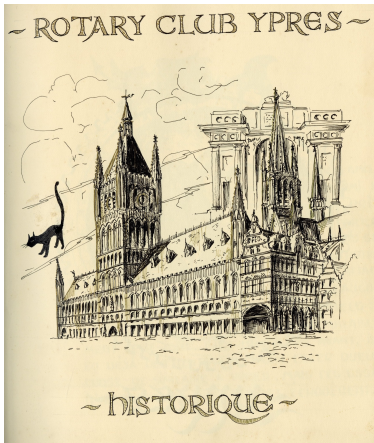 ~ ROTARY CLUB YPRES ~
~ hISTORIQUE ~